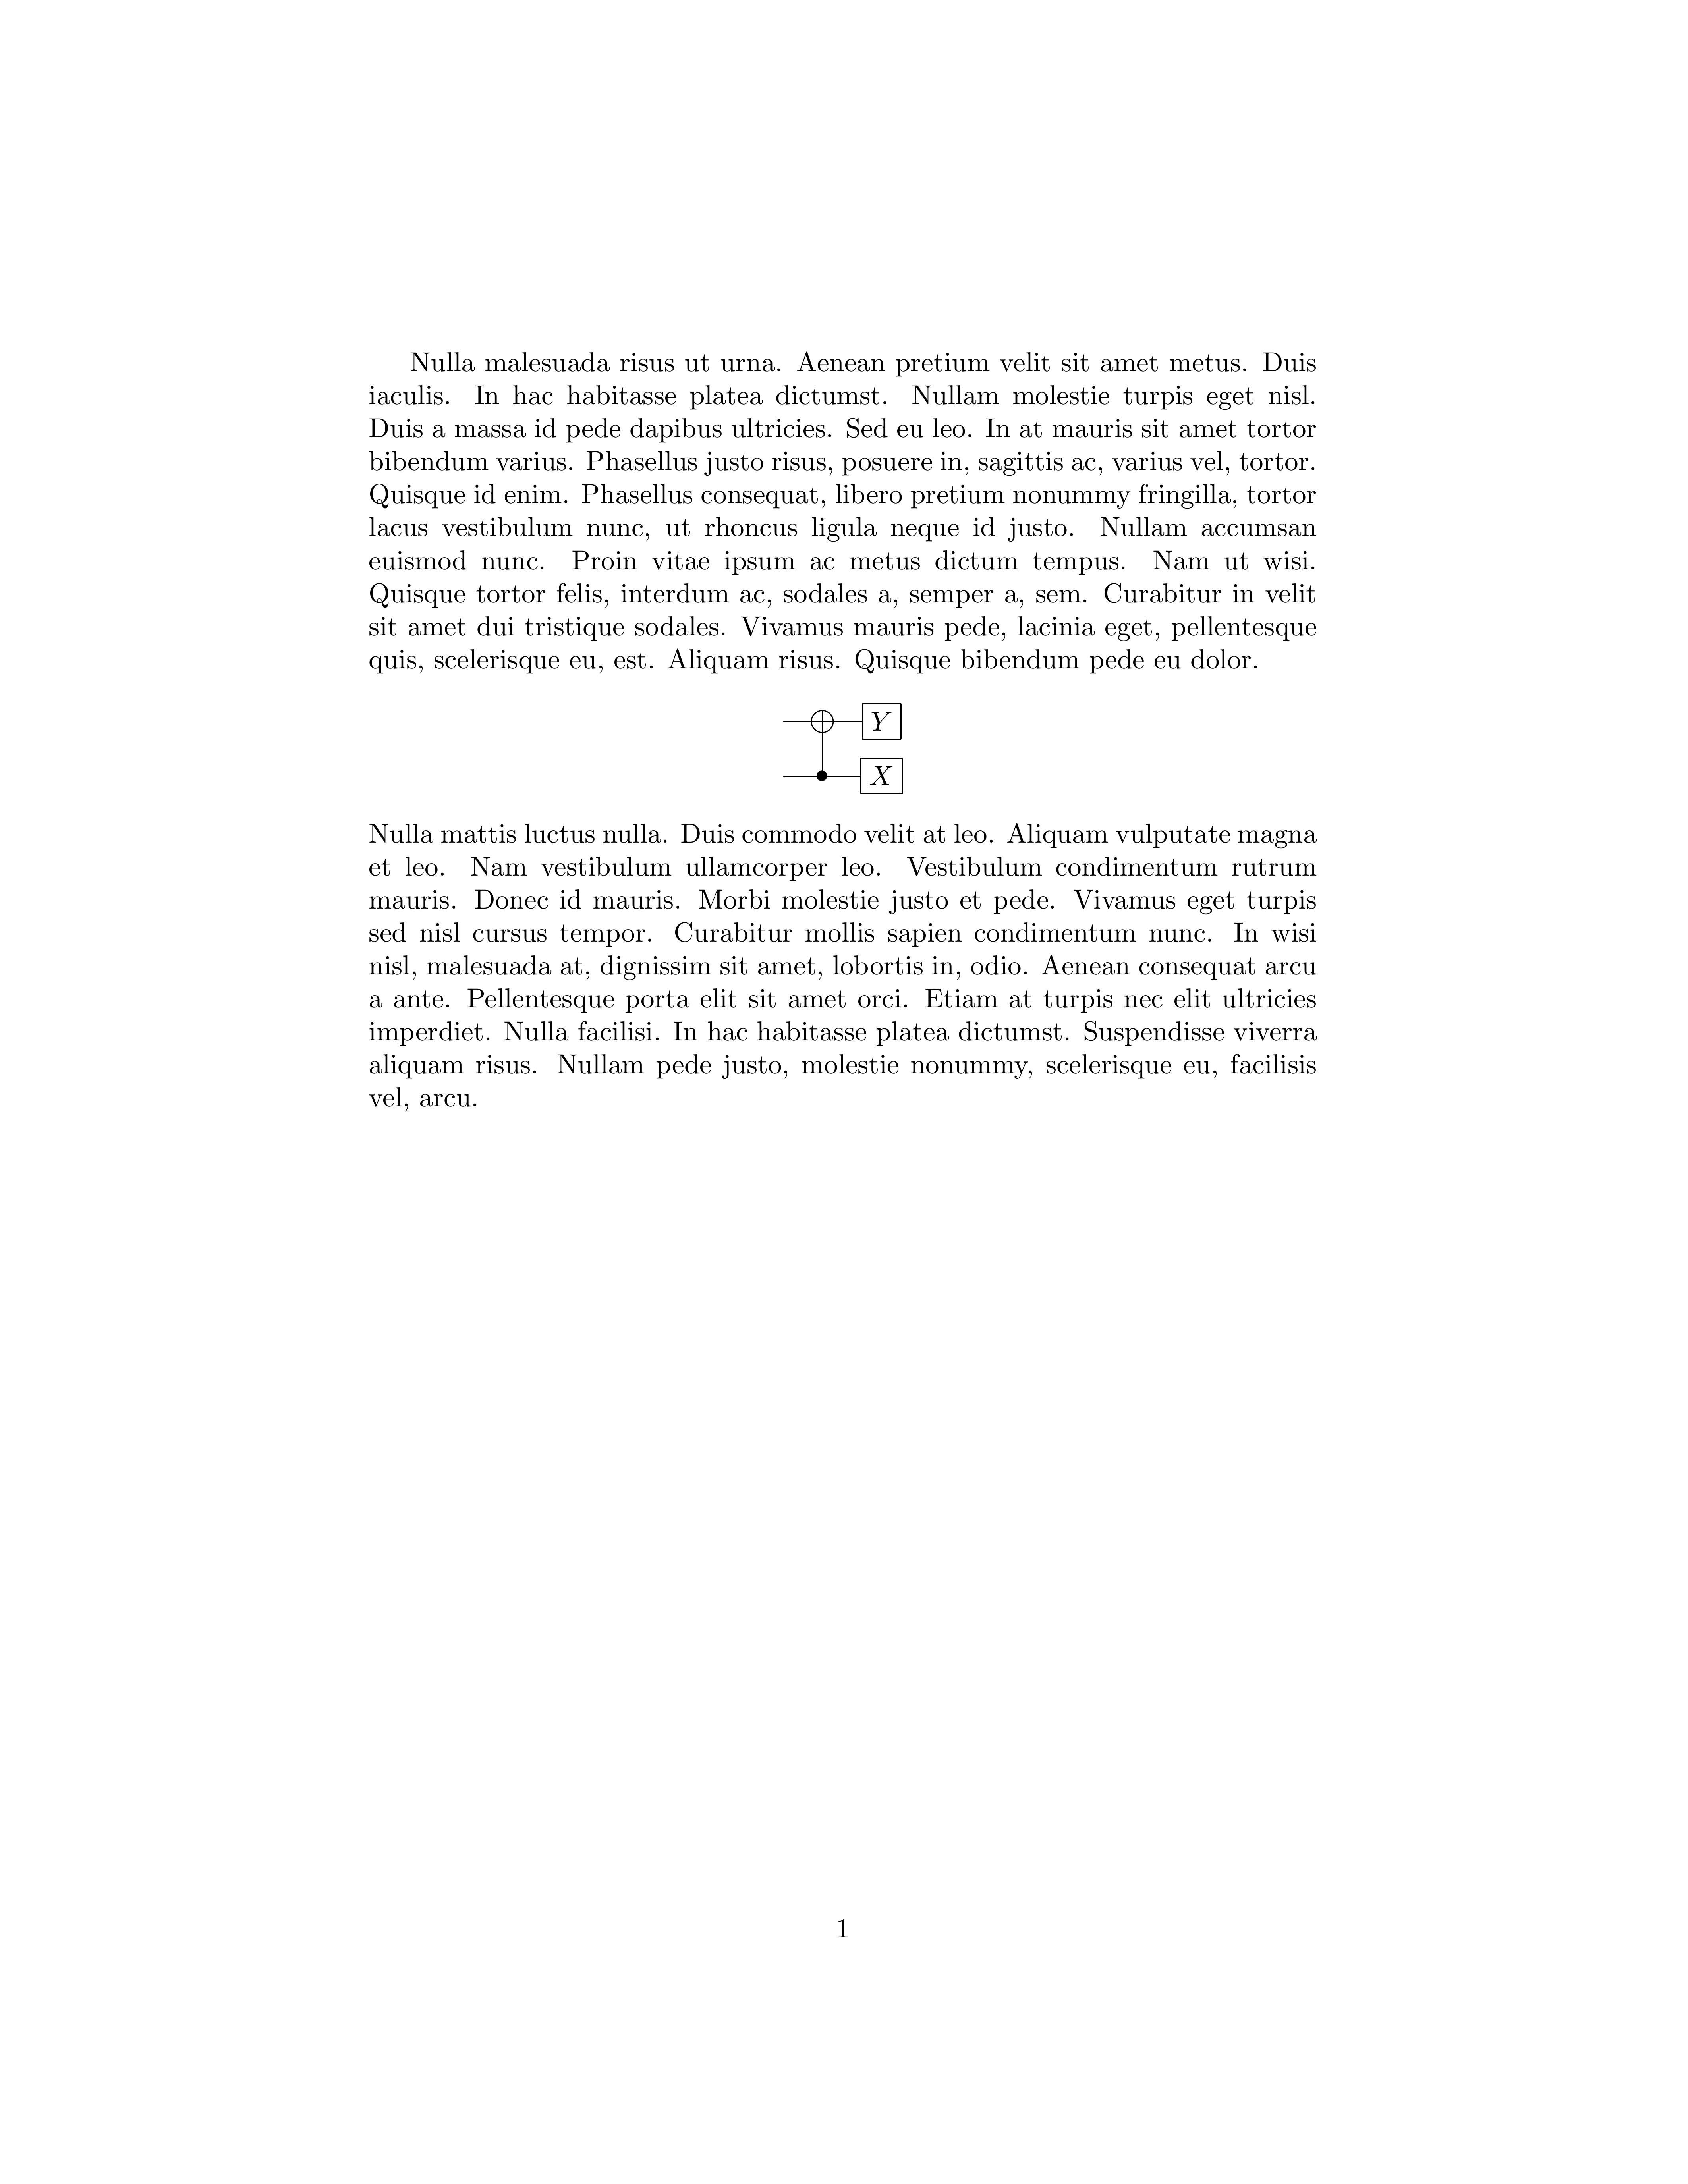 Nulla malesuada risus ut urna. Aenean pretium velit sit amet metus. Duis
iaculis. In hac habitasse platea dictumst. Nullam molestie turpis eget nisl.
Duis a massa id pede dapibus ultricies. Sed eu leo. In at mauris sit amet tortor
bibendum varius. Phasellus justo risus, posuere in, sagittis ac, varius vel, tortor.
Quisque id enim. Phasellus consequat, libero pretium nonummy fringilla, tortor
lacus vestibulum nunc, ut rhoncus ligula neque id justo. Nullam accumsan
euismod nunc. Proin vitae ipsum ac metus dictum tempus. Nam ut wisi.
Quisque tortor felis, interdum ac, sodales a, semper a, sem. Curabitur in velit
sit amet dui tristique sodales. Vivamus mauris pede, lacinia eget, pellentesque
quis, scelerisque eu, est. Aliquam risus. Quisque bibendum pede eu dolor.
Y
X
Nulla mattis luctus nulla. Duis commodo velit at leo. Aliquam vulputate magna
et leo. Nam vestibulum ullamcorper leo. Vestibulum condimentum rutrum
mauris. Donec id mauris. Morbi molestie justo et pede. Vivamus eget turpis
sed nisl cursus tempor. Curabitur mollis sapien condimentum nunc. In wisi
nisl, malesuada at, dignissim sit amet, lobortis in, odio. Aenean consequat arcu
a ante. Pellentesque porta elit sit amet orci. Etiam at turpis nec elit ultricies
imperdiet. Nulla facilisi. In hac habitasse platea dictumst. Suspendisse viverra
aliquam risus. Nullam pede justo, molestie nonummy, scelerisque eu, facilisis
vel, arcu.
1